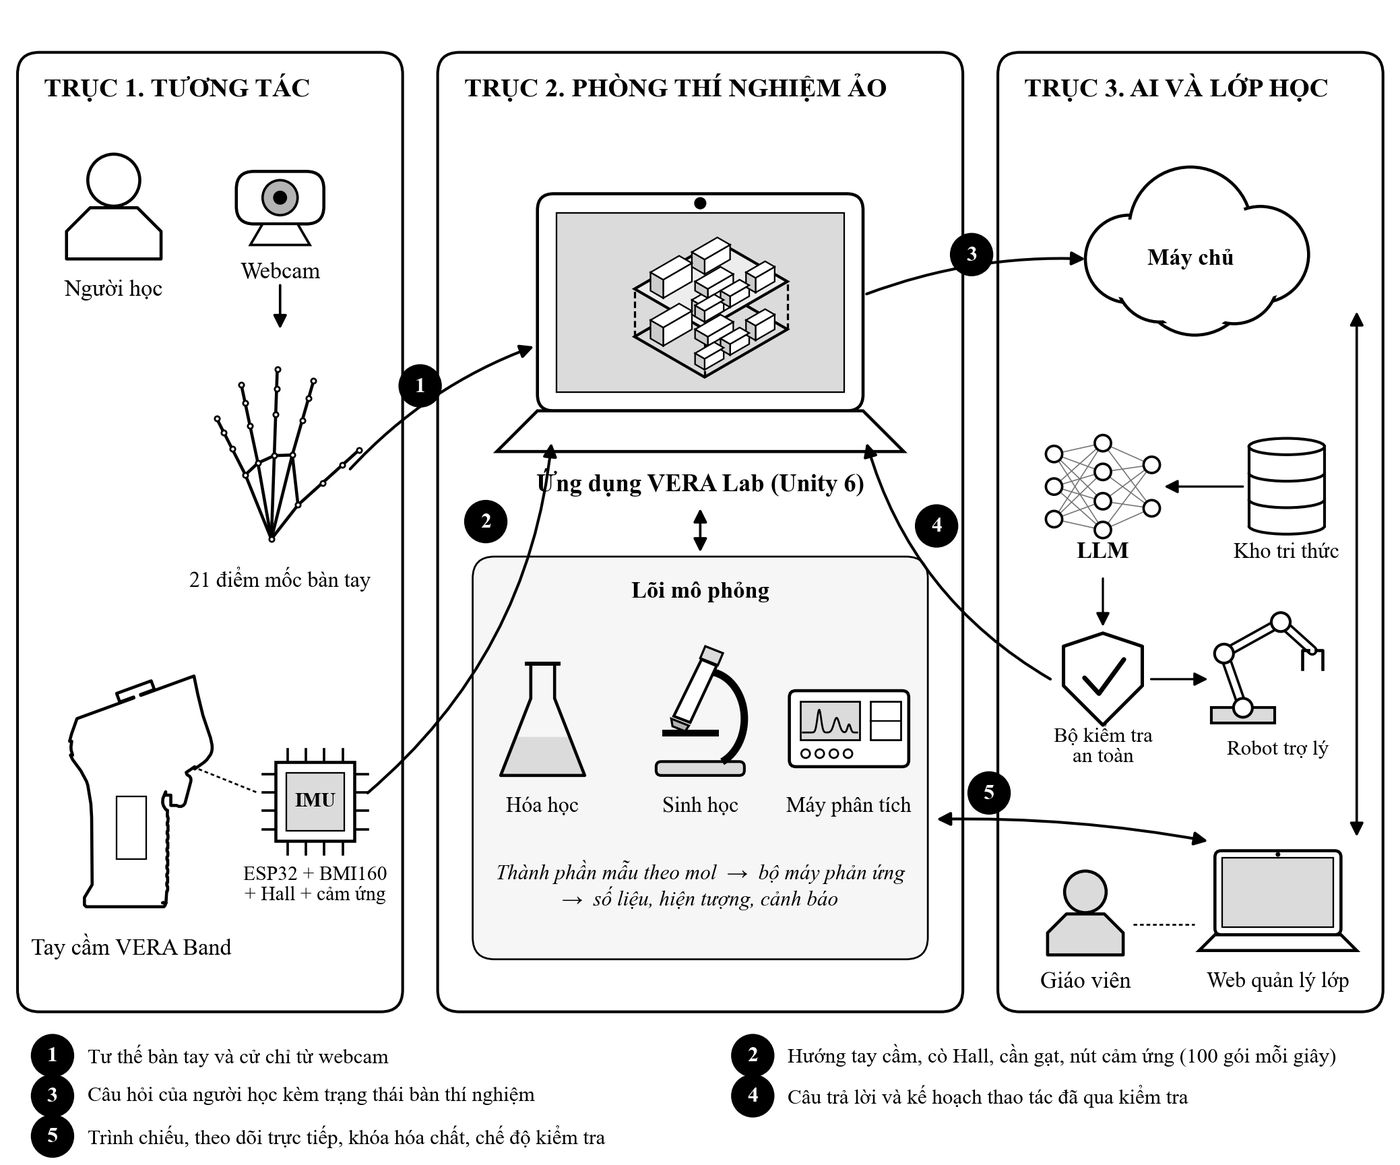 TRỤC 1. TƯƠNG TÁC
Người học
Webcam
21 điểm mốc bàn tay
IMU
ESP32 + BMI160
+ Hall + cảm ứng
Tay cầm VERA Band
TRỤC 2. PHÒNG THÍ NGHIỆM ẢO
Ứng dụng VERA Lab (Unity 6)
Lõi mô phỏng
Hóa học
Sinh học
Máy phân tích
Thành phần mẫu theo mol → bộ máy phản ứng
→ số liệu, hiện tượng, cảnh báo
TRỤC 3. AI VÀ LỚP HỌC
Máy chủ
LLM
Kho tri thức
Bộ kiểm tra
an toàn
Robot trợ lý
Giáo viên
Web quản lý lớp
1
2
3
4
5
1 Tư thế bàn tay và cử chỉ từ webcam
2 Hướng tay cầm, cò Hall, cần gạt, nút cảm ứng (100 gói mỗi giây)
3 Câu hỏi của người học kèm trạng thái bàn thí nghiệm
4 Câu trả lời và kế hoạch thao tác đã qua kiểm tra
5 Trình chiếu, theo dõi trực tiếp, khóa hóa chất, chế độ kiểm tra